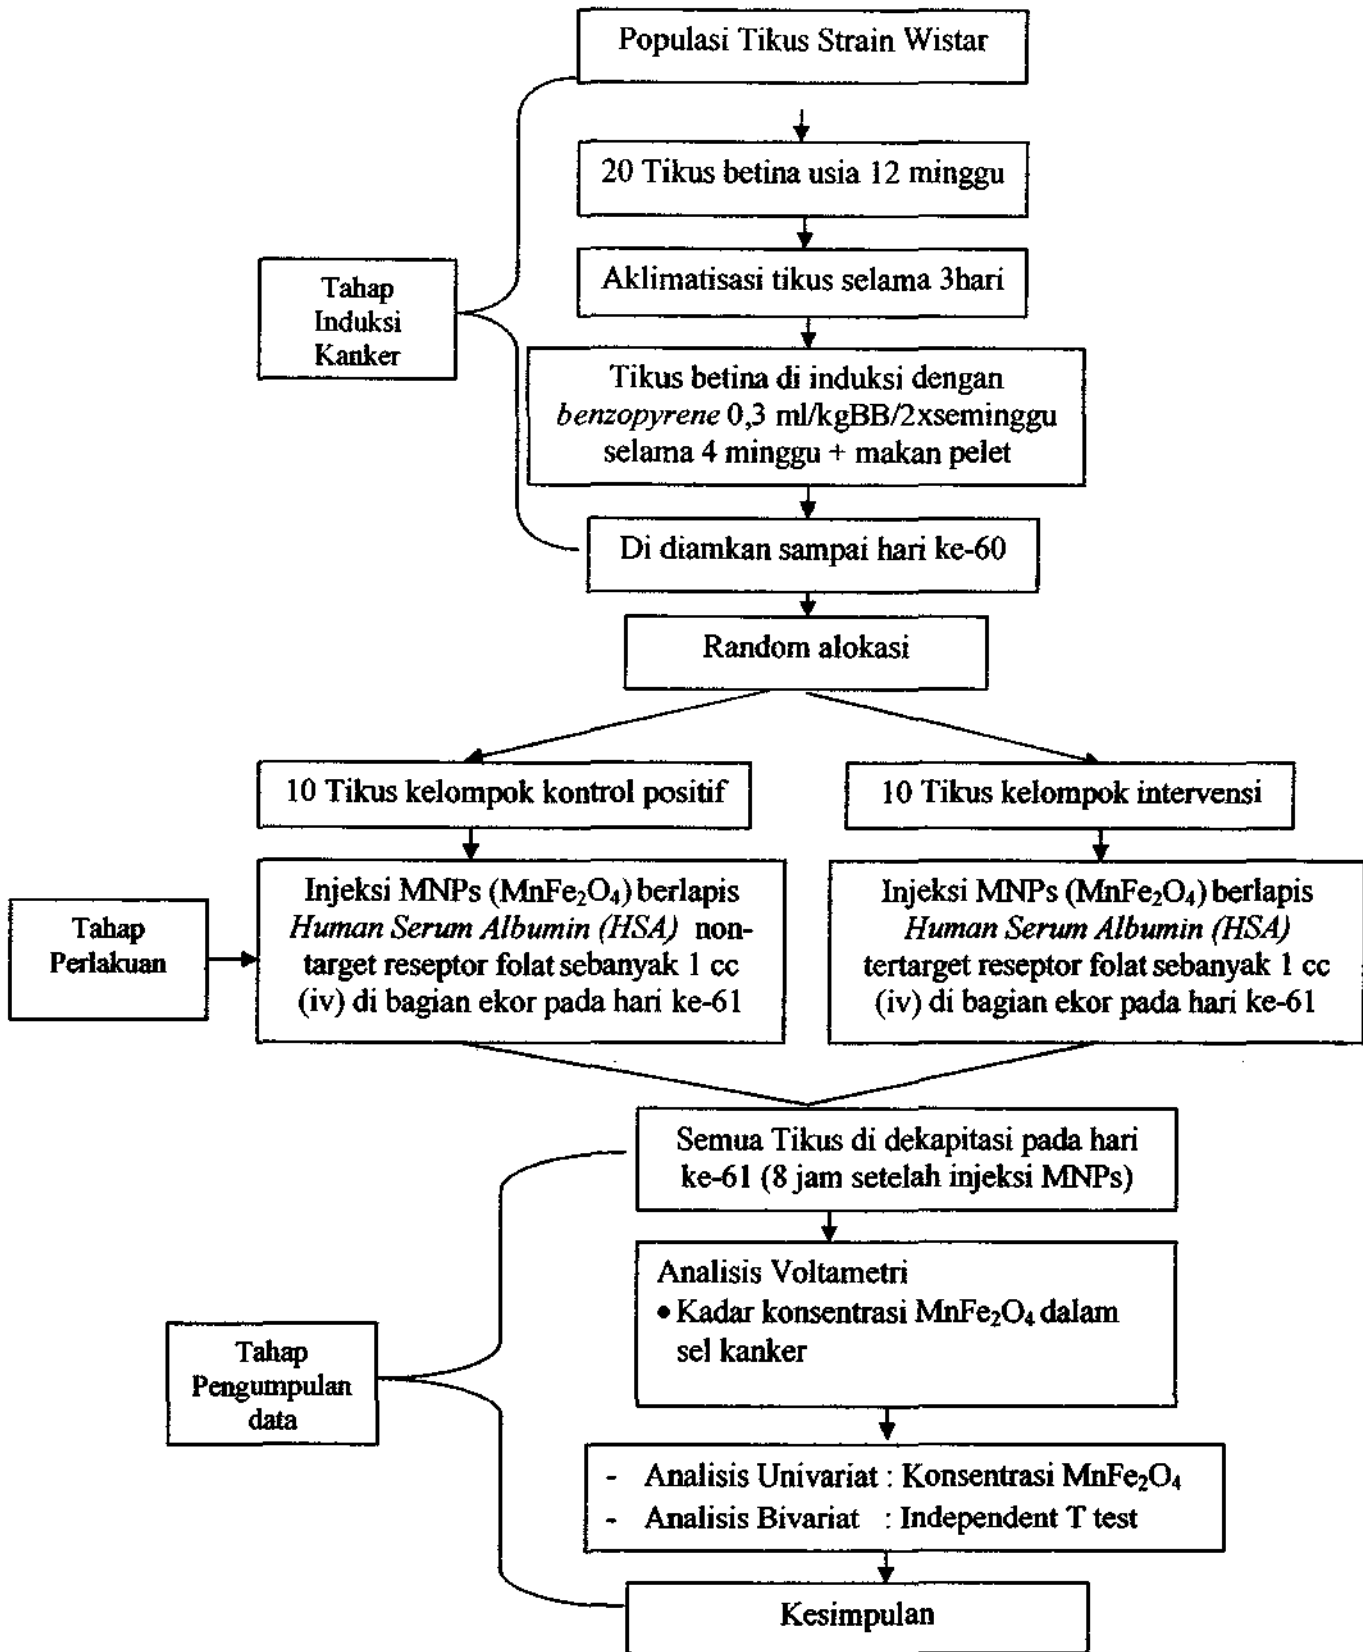 Populasi Tikus Strain Wistar
20 Tikus betina usia 12 minggu
Aklimatisasi tikus selama 3hari
Tahap
Induksi
Kanker
Tikus betina di induksi dengan
benzopyrene 0,3 ml/kgBB/2xseminggu
selama 4 minggu + makan pelet
Di diamkan sampai hari ke-60
Random alokasi
10 Tikus kelompok kontrol positif
10 Tikus kelompok intervensi
Tahap
Perlakuan
Injeksi MNPs (MnFe₂O₄) berlapis
Human Serum Albumin (HSA) non-
target reseptor folat sebanyak 1 cc
(iv) di bagian ekor pada hari ke-61
Injeksi MNPs (MnFe₂O₄) berlapis
Human Serum Albumin (HSA)
tertarget reseptor folat sebanyak 1 cc
(iv) di bagian ekor pada hari ke-61
Semua Tikus di dekapitasi pada hari
ke-61 (8 jam setelah injeksi MNPs)
Analisis Voltametri
• Kadar konsentrasi MnFe₂O₄ dalam
sel kanker
Tahap
Pengumpulan
data
- Analisis Univariat : Konsentrasi MnFe₂O₄
- Analisis Bivariat : Independent T test
Kesimpulan